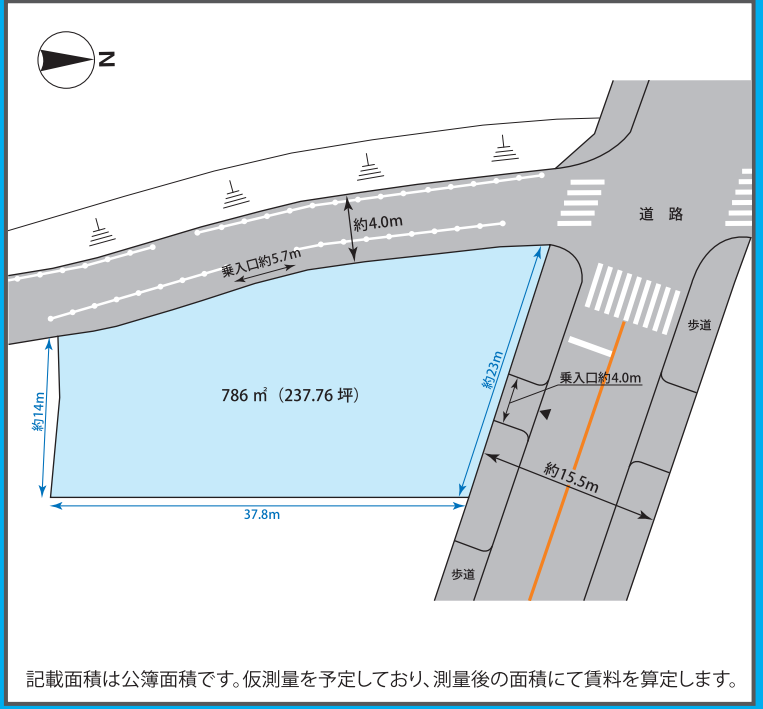 N
道 路
約4.0m
乗入口約5.7m
歩道
約23m
乗入口約4.0m
786 ㎡（237.76 坪）
約14m
約15.5m
37.8m
歩道
記載面積は公簿面積です。仮測量を予定しており、測量後の面積にて賃料を算定します。